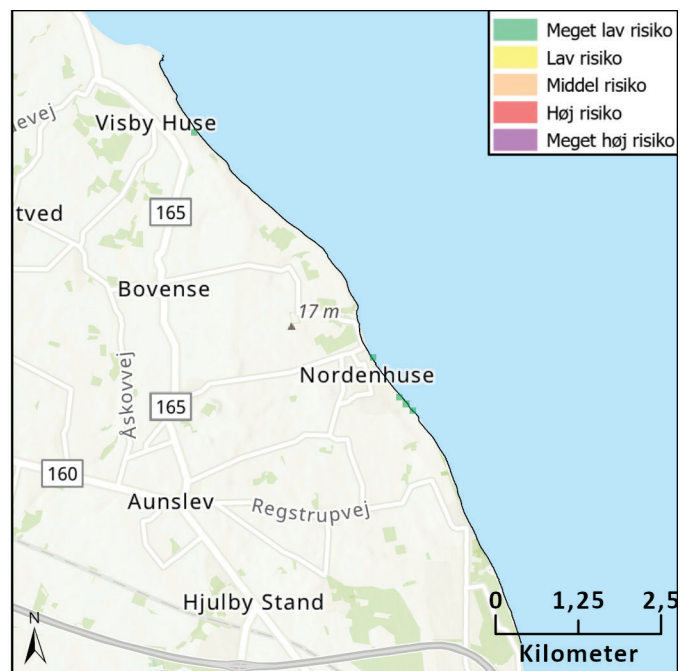 Meget lav risiko
Lav risiko
Middel risiko
Høj risiko
Meget høj risiko
levej
Visby Huse
tved
165
Bovense
17 m
Nordenhuse
Åskovvej
165
160
Aunslev
Regstrupvej
Hjulby Stand
N
0 1,25 2,5
Kilometer